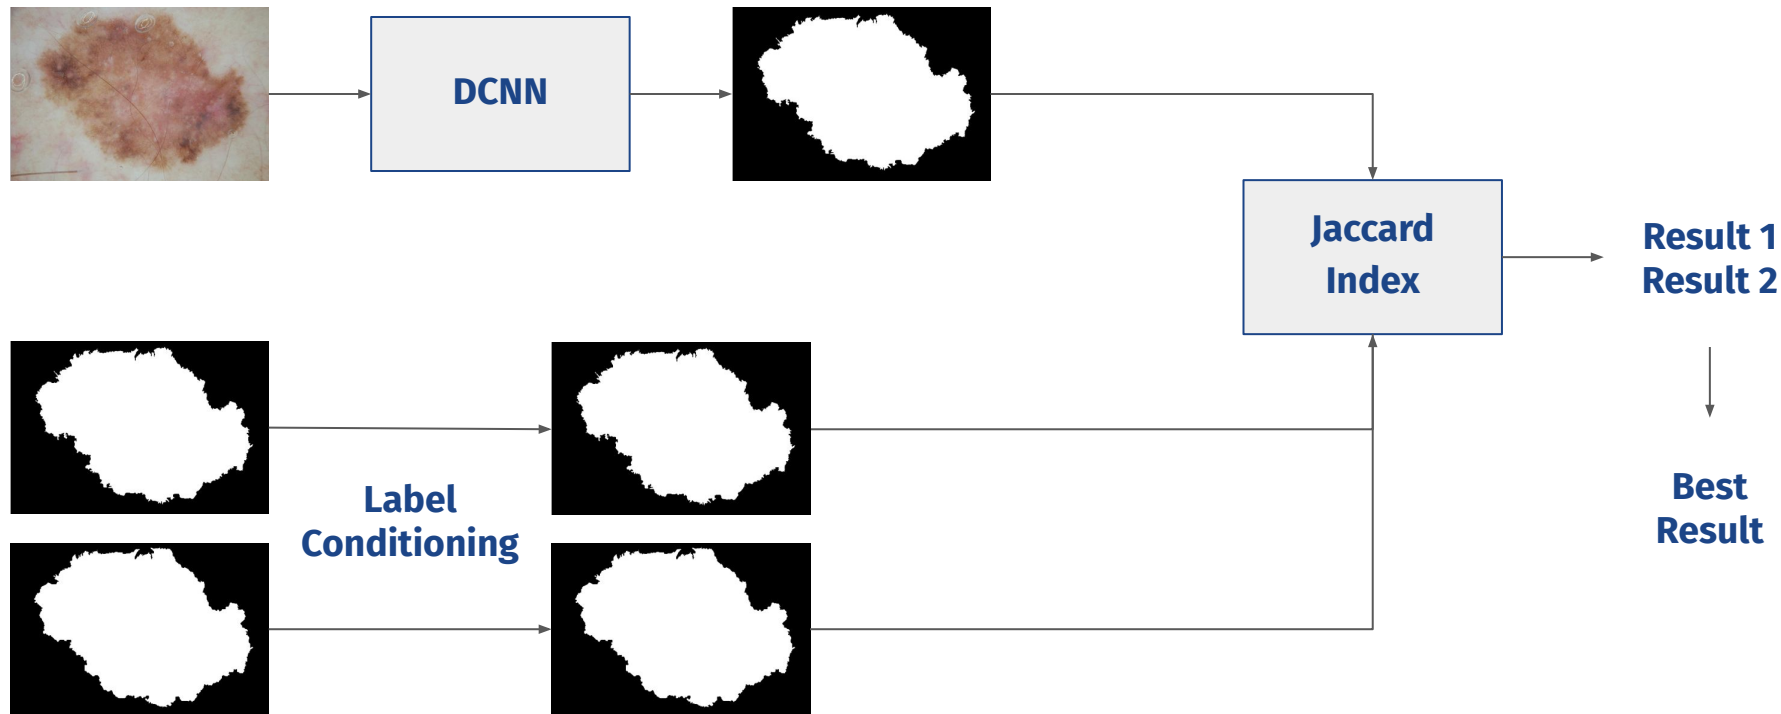 DCNN
Jaccard
Index
Result 1
Result 2
Label
Conditioning
Best
Result